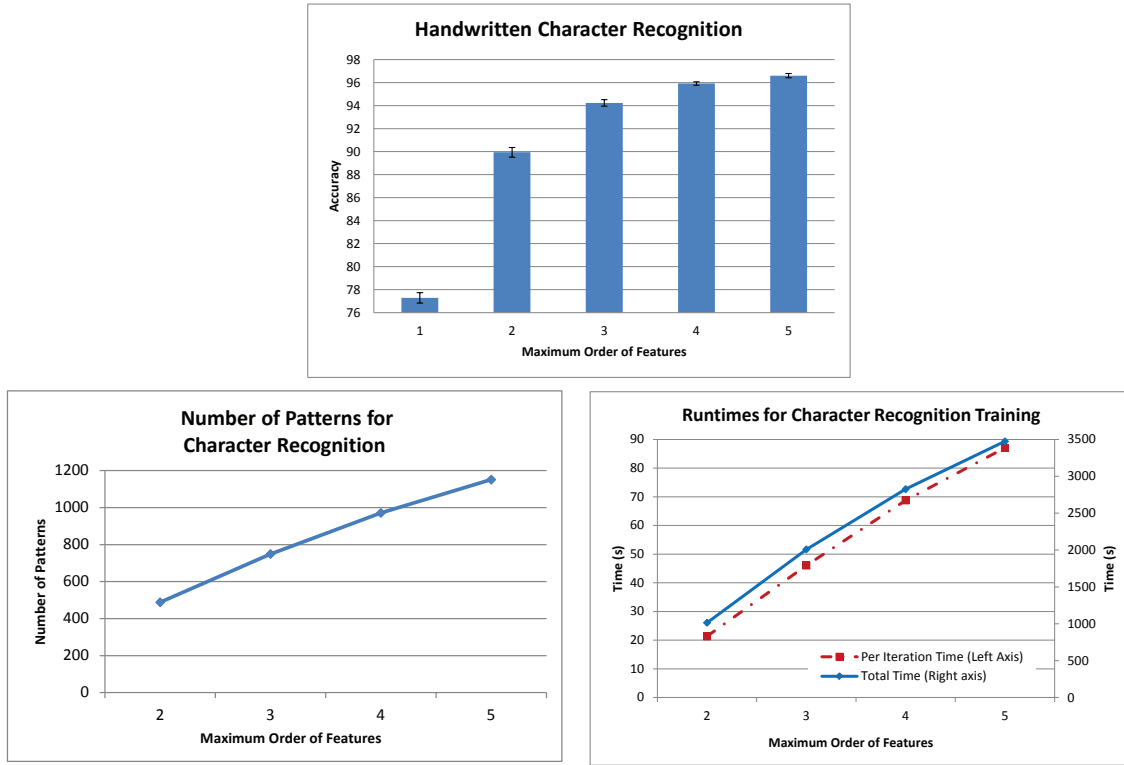 Handwritten Character Recognition
98
96
94
92
90
88
86
84
82
80
78
76
Accuracy
1 2 3 4 5
Maximum Order of Features
Number of Patterns for
Character Recognition
1200
1000
800
600
400
200
0
Number of Patterns
2 3 4 5
Maximum Order of Features
Runtimes for Character Recognition Training
90
80
70
60
50
40
30
20
10
0
Time (s)
3500
3000
2500
2000
1500
1000
500
0
Time (s)
Per Iteration Time (Left Axis)
Total Time (Right axis)
2 3 4 5
Maximum Order of Features